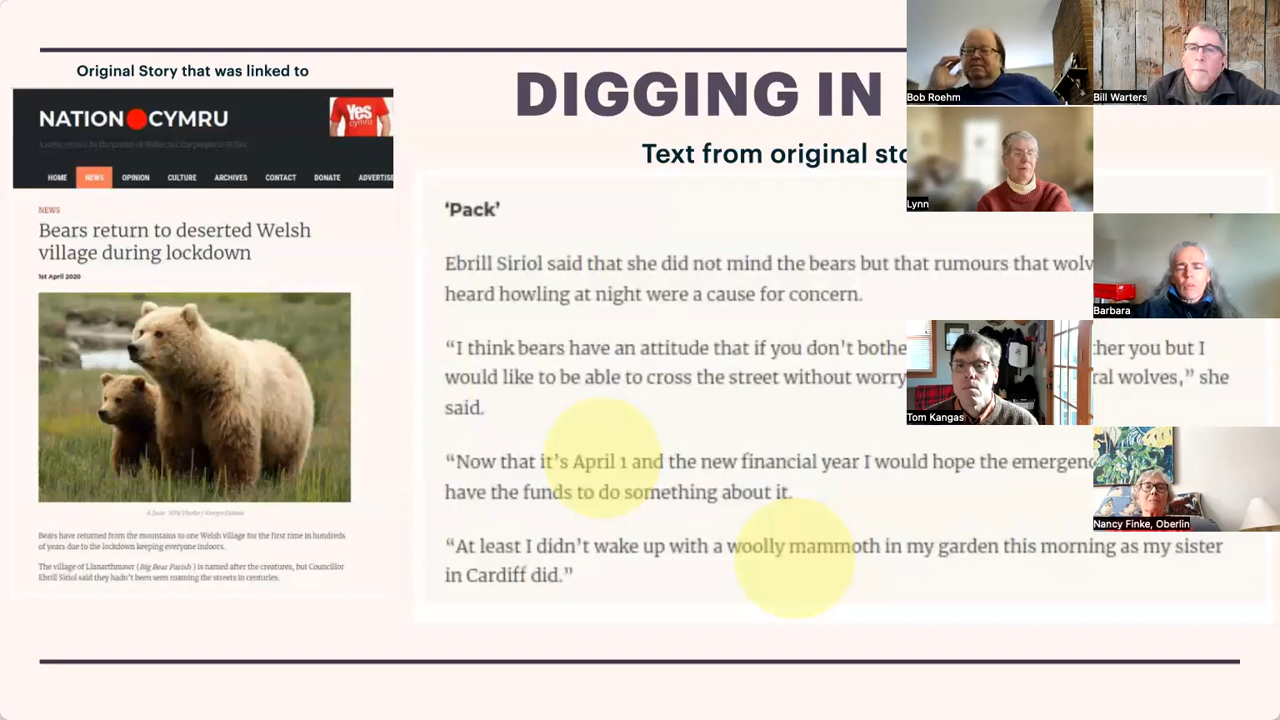 Original Story that was linked to
NATION CYMRU
Yes
cymru
HOME NEWS OPINION CULTURE ARCHIVES CONTACT DONATE ADVERTISE
NEWS
Bears return to deserted Welsh
village during lockdown
1st April 2020
Bears have returned from the mountains to one Welsh village for the first time in hundreds
of years due to the lockdown keeping everyone indoors.
The village of Llanarthmawr (Big Bear Parish) is named after the creatures, but Councillor
Ebrill Siriol said they hadn't been seen roaming the streets in centuries.
DIGGING IN
Text from original sto
‘Pack’
Ebrill Siriol said that she did not mind the bears but that rumours that wolv
heard howling at night were a cause for concern.
“I think bears have an attitude that if you don't bothe her you but I
would like to be able to cross the street without worry ral wolves,” she
said.
“Now that it’s April 1 and the new financial year I would hope the emergenc
have the funds to do something about it.
“At least I didn’t wake up with a woolly mammoth in my garden this morning as my sister
in Cardiff did.”
Bob Roehm
Bill Warters
Lynn
Barbara
Tom Kangas
Nancy Finke, Oberlin